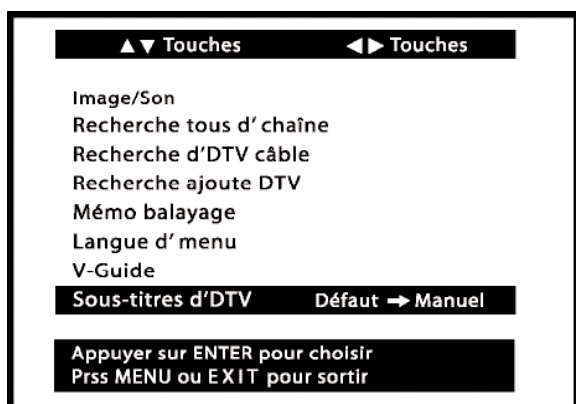 ▲▼ Touches ◀▶ Touches
Image/Son
Recherche tous d' chaîne
Recherche d'DTV câble
Recherche ajoute DTV
Mémo balayage
Langue d' menu
V-Guide
Sous-titres d'DTV Défaut ➔ Manuel
Appuyer sur ENTER pour choisir
Prss MENU ou EXIT pour sortir